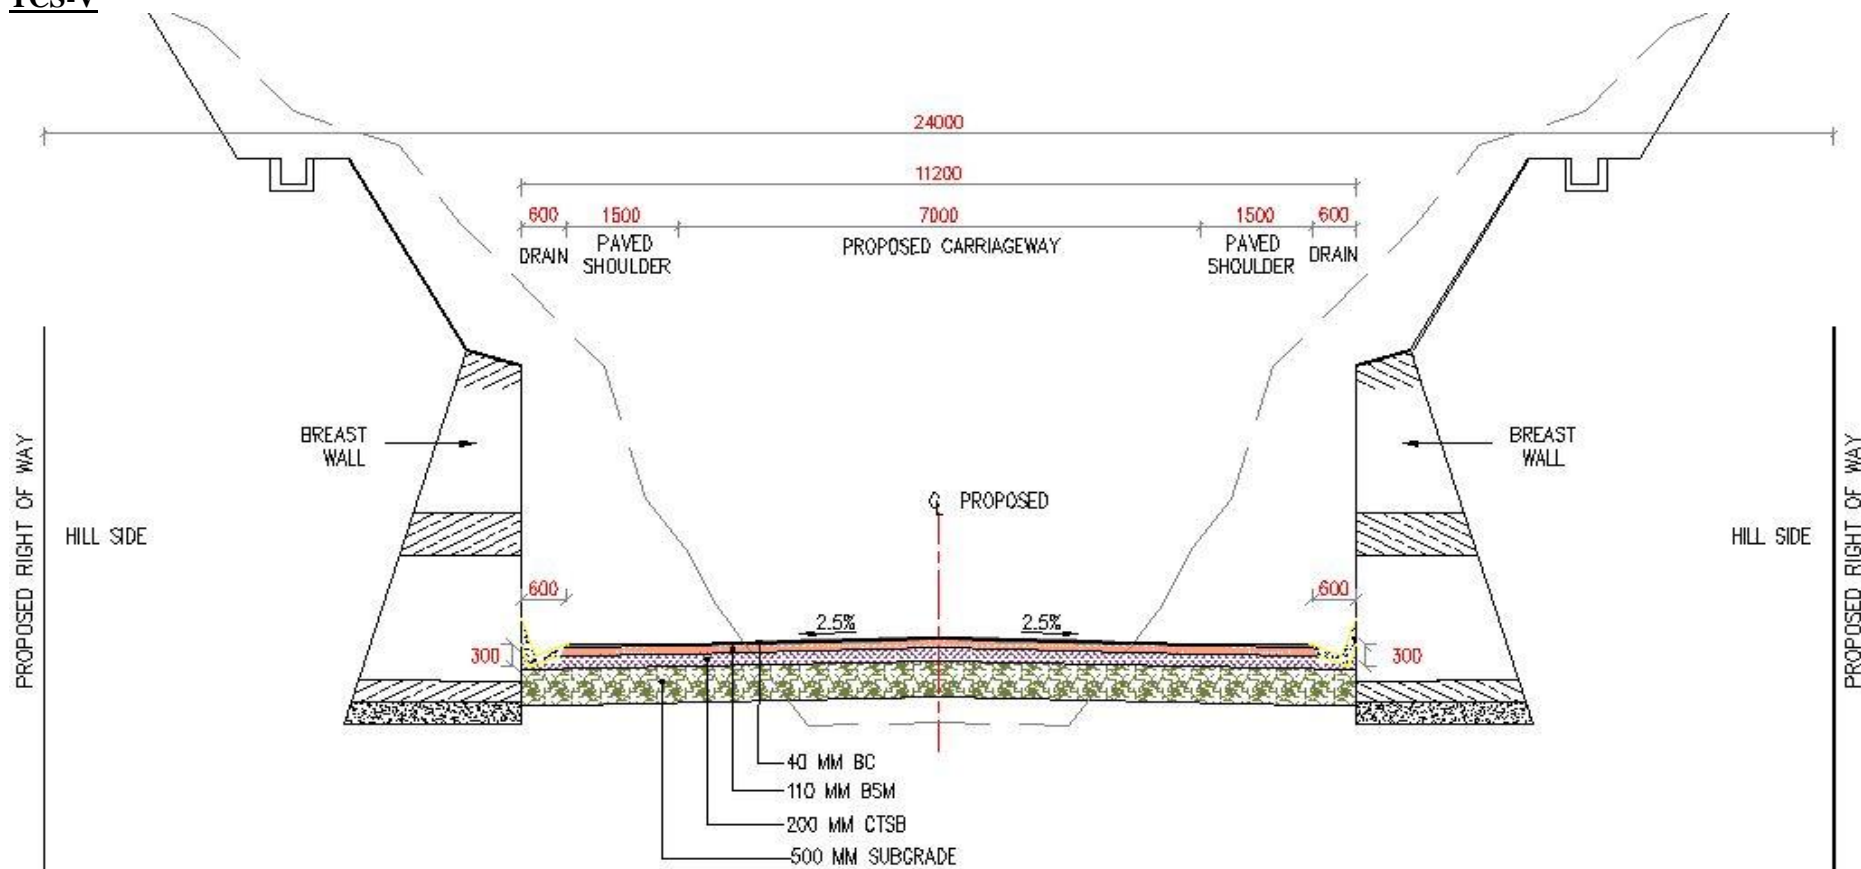 TCS-V
24000
11200
600 1500 7000 1500 600
DRAIN PAVED SHOULDER PROPOSED CARRIAGEWAY PAVED SHOULDER DRAIN
BREAST WALL
BREAST WALL
PROPOSED RIGHT OF WAY
HILL SIDE
℄ PROPOSED
HILL SIDE
PROPOSED RIGHT OF WAY
600
600
2.5% 2.5%
300
300
40 MM BC
110 MM BSM
200 MM CTSB
500 MM SUBGRADE